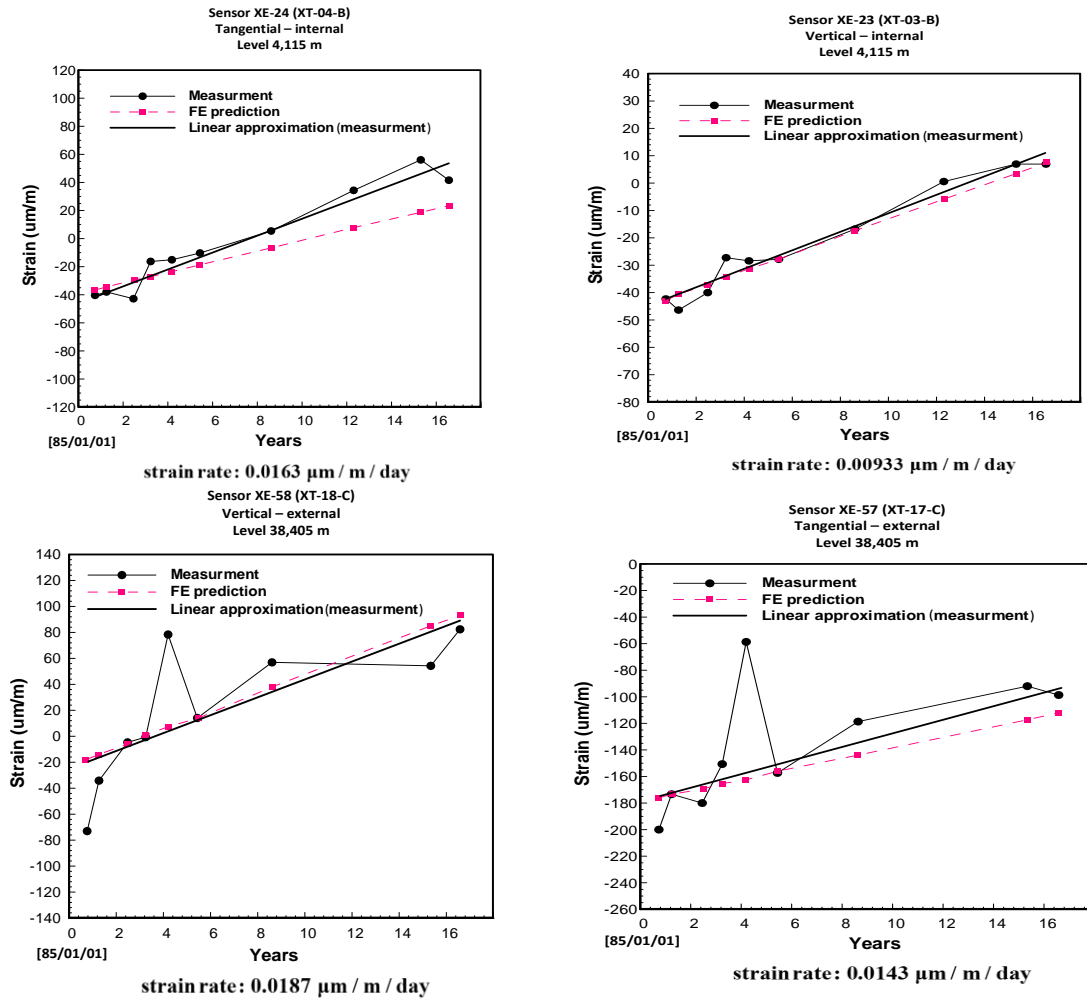 Sensor XE-24 (XT-04-B)
Tangential – internal
Level 4,115 m
120
100
80
60
40
20
0
-20
-40
-60
-80
-100
-120
Strain (um/m)
Measurment
FE prediction
Linear approximation (measurment)
0 2 4 6 8 10 12 14 16
[85/01/01]
Years
strain rate: 0.0163 µm / m / day
Sensor XE-23 (XT-03-B)
Vertical – internal
Level 4,115 m
40
30
20
10
0
-10
-20
-30
-40
-50
-60
-70
-80
Strain (um/m)
Measurment
FE prediction
Linear approximation (measurment)
0 2 4 6 8 10 12 14 16
[85/01/01]
Years
strain rate: 0.00933 µm / m / day
Sensor XE-58 (XT-18-C)
Vertical – external
Level 38,405 m
140
120
100
80
60
40
20
0
-20
-40
-60
-80
-100
-120
-140
Strain (um/m)
Measurment
FE prediction
Linear approximation (measurment)
0 2 4 6 8 10 12 14 16
[85/01/01]
Years
strain rate: 0.0187 µm / m / day
Sensor XE-57 (XT-17-C)
Tangential – external
Level 38,405 m
0
-20
-40
-60
-80
-100
-120
-140
-160
-180
-200
-220
-240
-260
Strain (um/m)
Measurment
FE prediction
Linear approximation (measurment)
0 2 4 6 8 10 12 14 16
[85/01/01]
Years
strain rate: 0.0143 µm / m / day